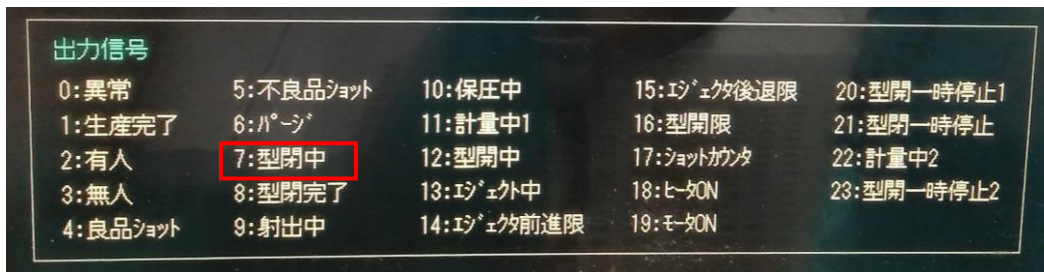 出力信号
0:異常
1:生産完了
2:有人
3:無人
4:良品ショット
5:不良品ショット
6:パージ
7:型閉中
8:型閉完了
9:射出中
10:保圧中
11:計量中1
12:型開中
13:エジェクト中
14:エジェクタ前進限
15:エジェクタ後退限
16:型開限
17:ショットカウンタ
18:ヒータON
19:モータON
20:型開一時停止1
21:型閉一時停止
22:計量中2
23:型開一時停止2